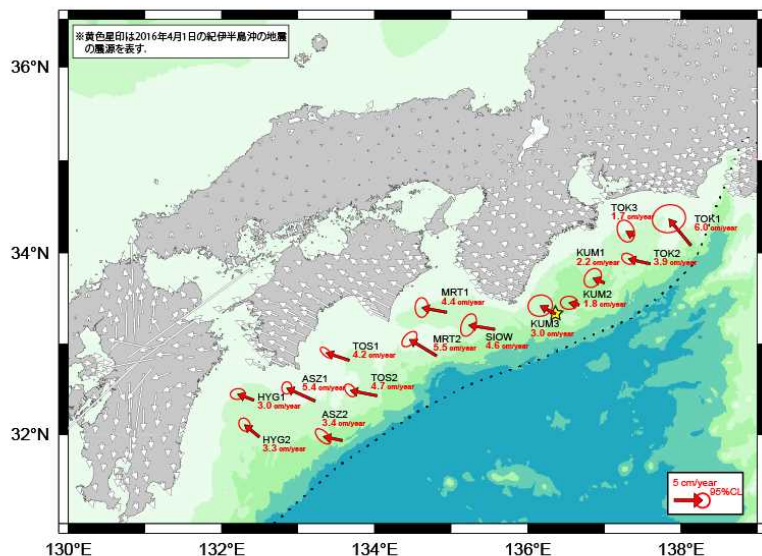 ※黄色星印は2016年4月1日の紀伊半島沖の地震
の震源を表す.
36°N
34°N
32°N
130°E
132°E
134°E
136°E
138°E
TOK3
1.7 cm/year
TOK1
6.0 cm/year
KUM1
2.2 cm/year
TOK2
3.9 cm/year
MRT1
4.4 cm/year
KUM2
1.8 cm/year
KUM3
3.0 cm/year
SIOW
4.6 cm/year
MRT2
5.5 cm/year
TOS1
4.2 cm/year
ASZ1
5.4 cm/year
TOS2
4.7 cm/year
HYG1
3.0 cm/year
ASZ2
3.4 cm/year
HYG2
3.3 cm/year
5 cm/year
95%CL